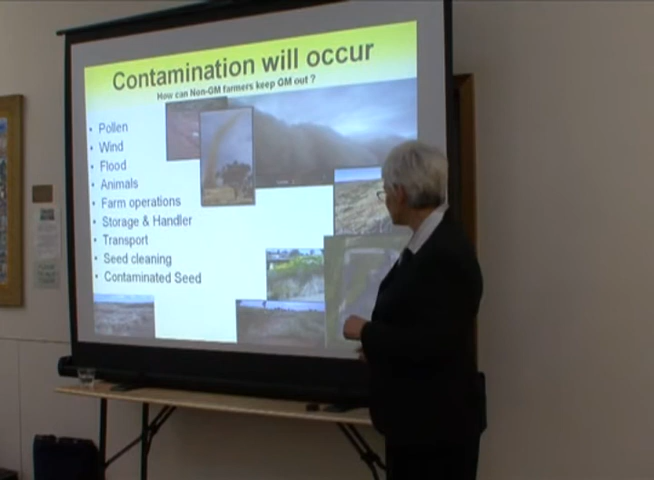 Contamination will occur
How can Non-GM farmers keep GM out ?
• Pollen
• Wind
• Flood
• Animals
• Farm operations
• Storage & Handler
• Transport
• Seed cleaning
• Contaminated Seed